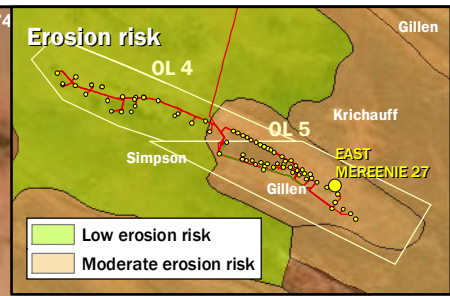 74
Gillen
Erosion risk
OL 4
Krichauff
OL 5
Simpson
EAST
MEREENIE 27
Gillen
Low erosion risk
Moderate erosion risk